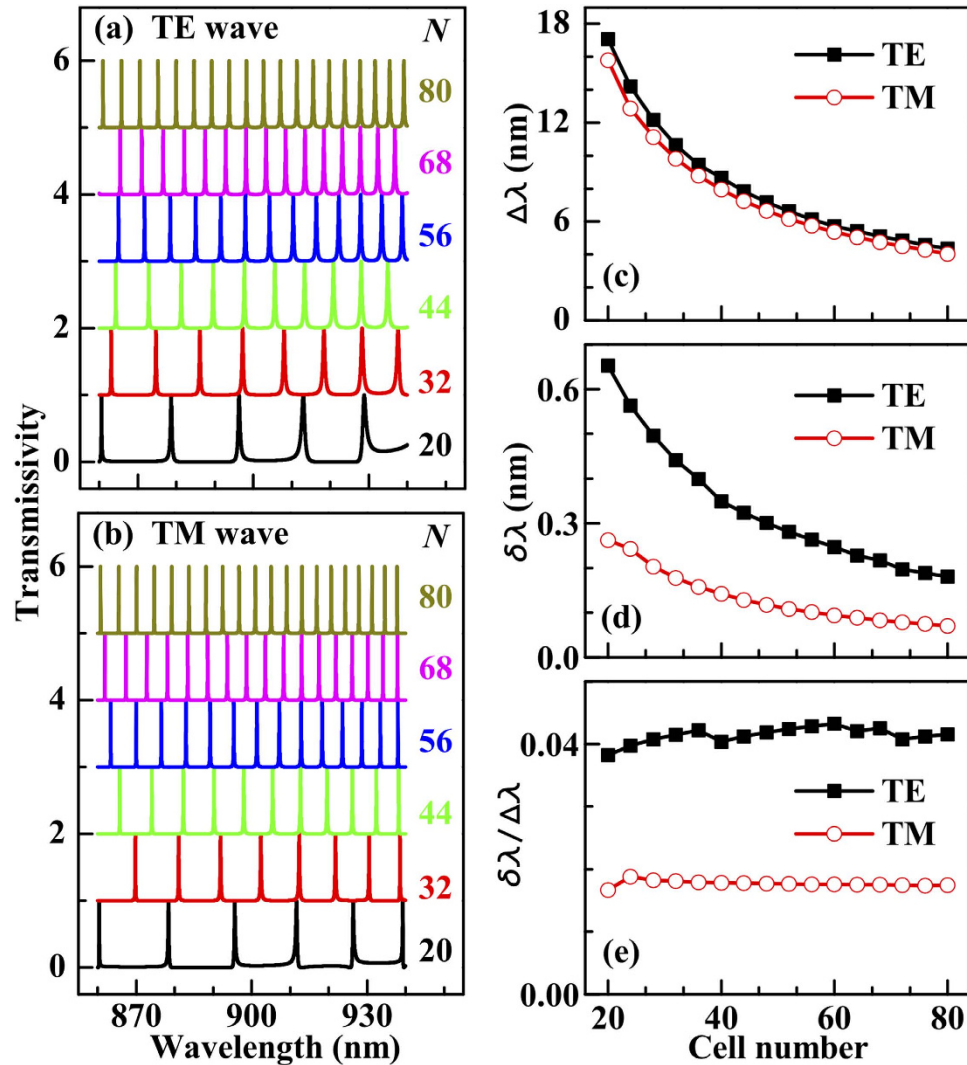 (a) TE wave N
6
80
68
4
56
44
2
32
20
0
Transmissivity
(b) TM wave N
6
80
68
4
56
44
2
32
20
0
870 900 930
Wavelength (nm)
18
TE
TM
12
Δλ (nm)
6
(c)
0
0.6
TE
TM
δλ (nm)
0.3
(d)
0.0
0.04
TE
δλ/Δλ
TM
(e)
0.00
20 40 60 80
Cell number